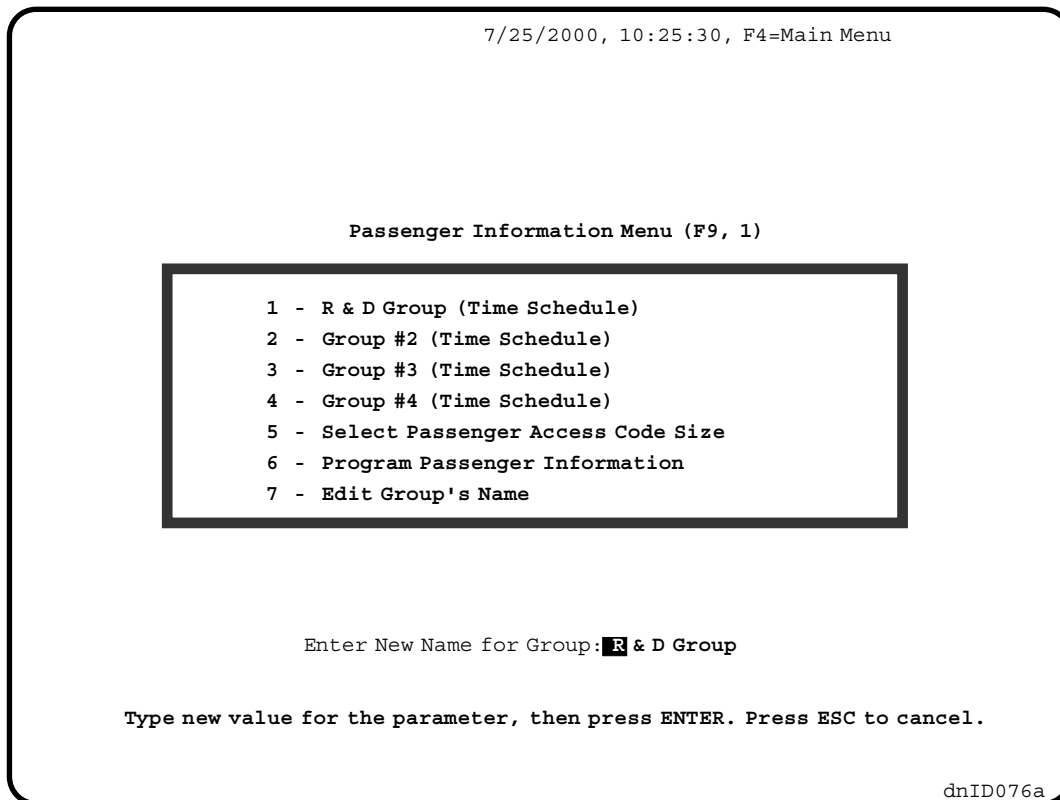 7/25/2000, 10:25:30, F4=Main Menu
Passenger Information Menu (F9, 1)
1 - R & D Group (Time Schedule)
2 - Group #2 (Time Schedule)
3 - Group #3 (Time Schedule)
4 - Group #4 (Time Schedule)
5 - Select Passenger Access Code Size
6 - Program Passenger Information
7 - Edit Group's Name
Enter New Name for Group: R & D Group
Type new value for the parameter, then press ENTER. Press ESC to cancel.
dnID076a